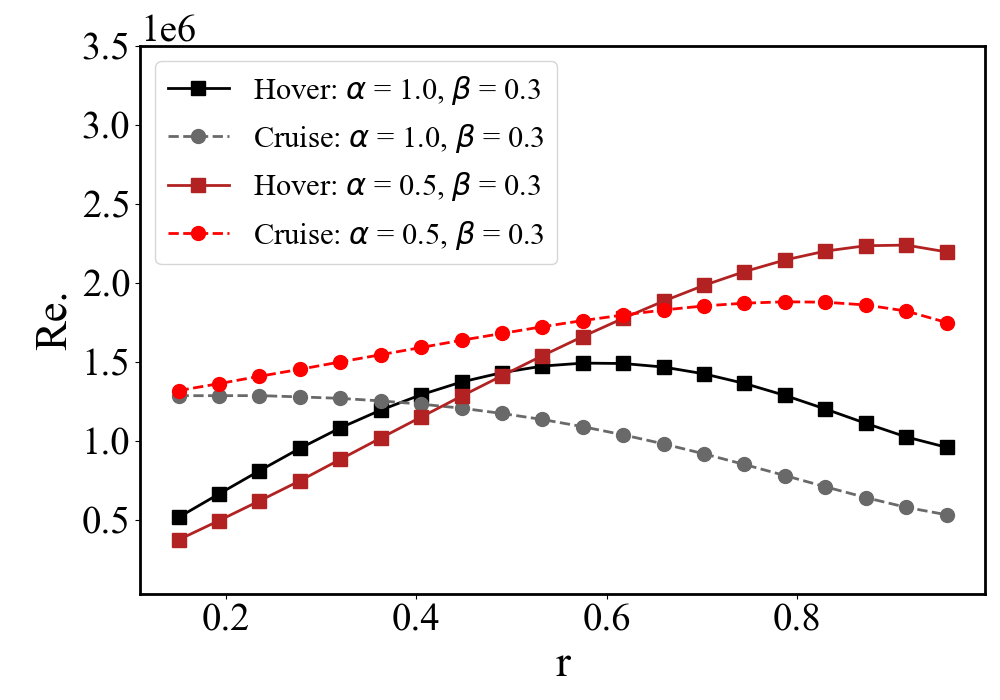 1e6
3.5
3.0
2.5
2.0
1.5
1.0
0.5
Re.
Hover: α = 1.0, β = 0.3
Cruise: α = 1.0, β = 0.3
Hover: α = 0.5, β = 0.3
Cruise: α = 0.5, β = 0.3
0.2 0.4 0.6 0.8
r